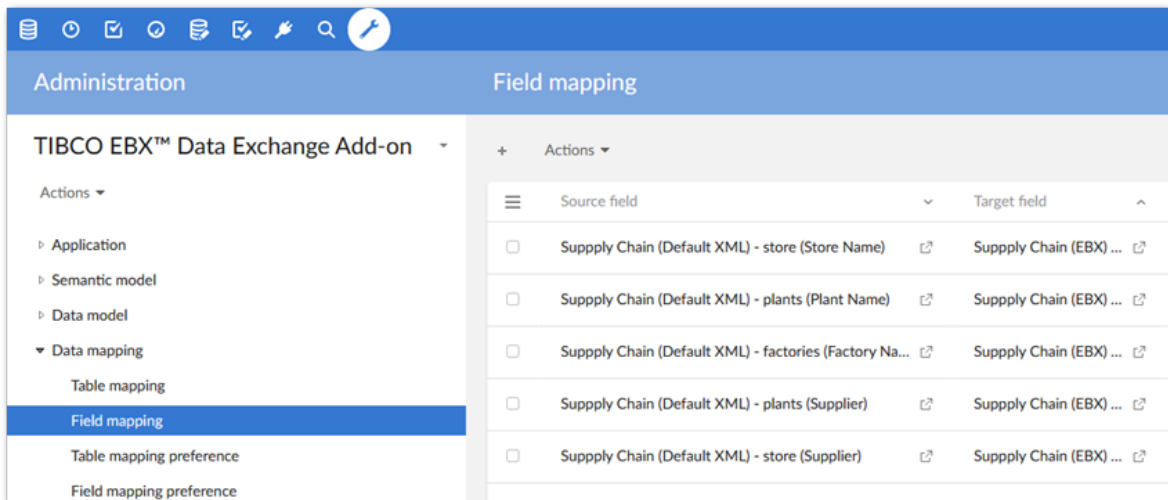 Administration
Field mapping
TIBCO EBX™ Data Exchange Add-on
Actions
Application
Semantic model
Data model
Data mapping
Table mapping
Field mapping
Table mapping preference
Field mapping preference
+ Actions
Source field Target field
Suppply Chain (Default XML) - store (Store Name) Suppply Chain (EBX) ...
Suppply Chain (Default XML) - plants (Plant Name) Suppply Chain (EBX) ...
Suppply Chain (Default XML) - factories (Factory Na... Suppply Chain (EBX) ...
Suppply Chain (Default XML) - plants (Supplier) Suppply Chain (EBX) ...
Suppply Chain (Default XML) - store (Supplier) Suppply Chain (EBX) ...